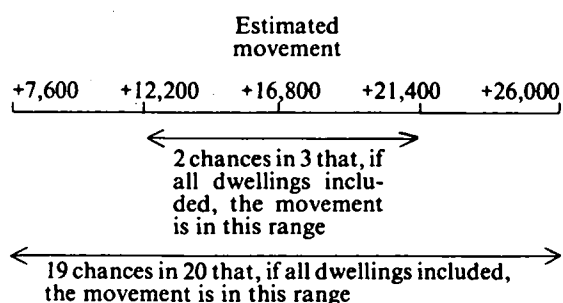 Estimated
movement
+7,600 +12,200 +16,800 +21,400 +26,000
2 chances in 3 that, if
all dwellings inclu-
ded, the movement
is in this range
19 chances in 20 that, if all dwellings included,
the movement is in this range